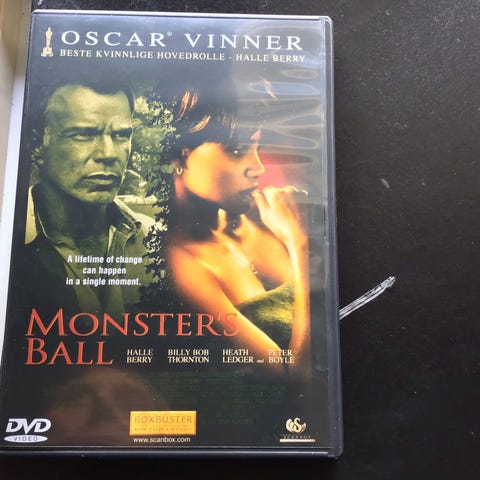 OSCAR® VINNER
BESTE KVINNLIGE HOVEDROLLE - HALLE BERRY
A lifetime of change
can happen
in a single moment.
MONSTER'S
BALL
HALLE BERRY BILLY BOB THORNTON HEATH LEDGER and PETER BOYLE
DVD
VIDEO
BOXBUSTER
www.scanbox.com
SCANBOX